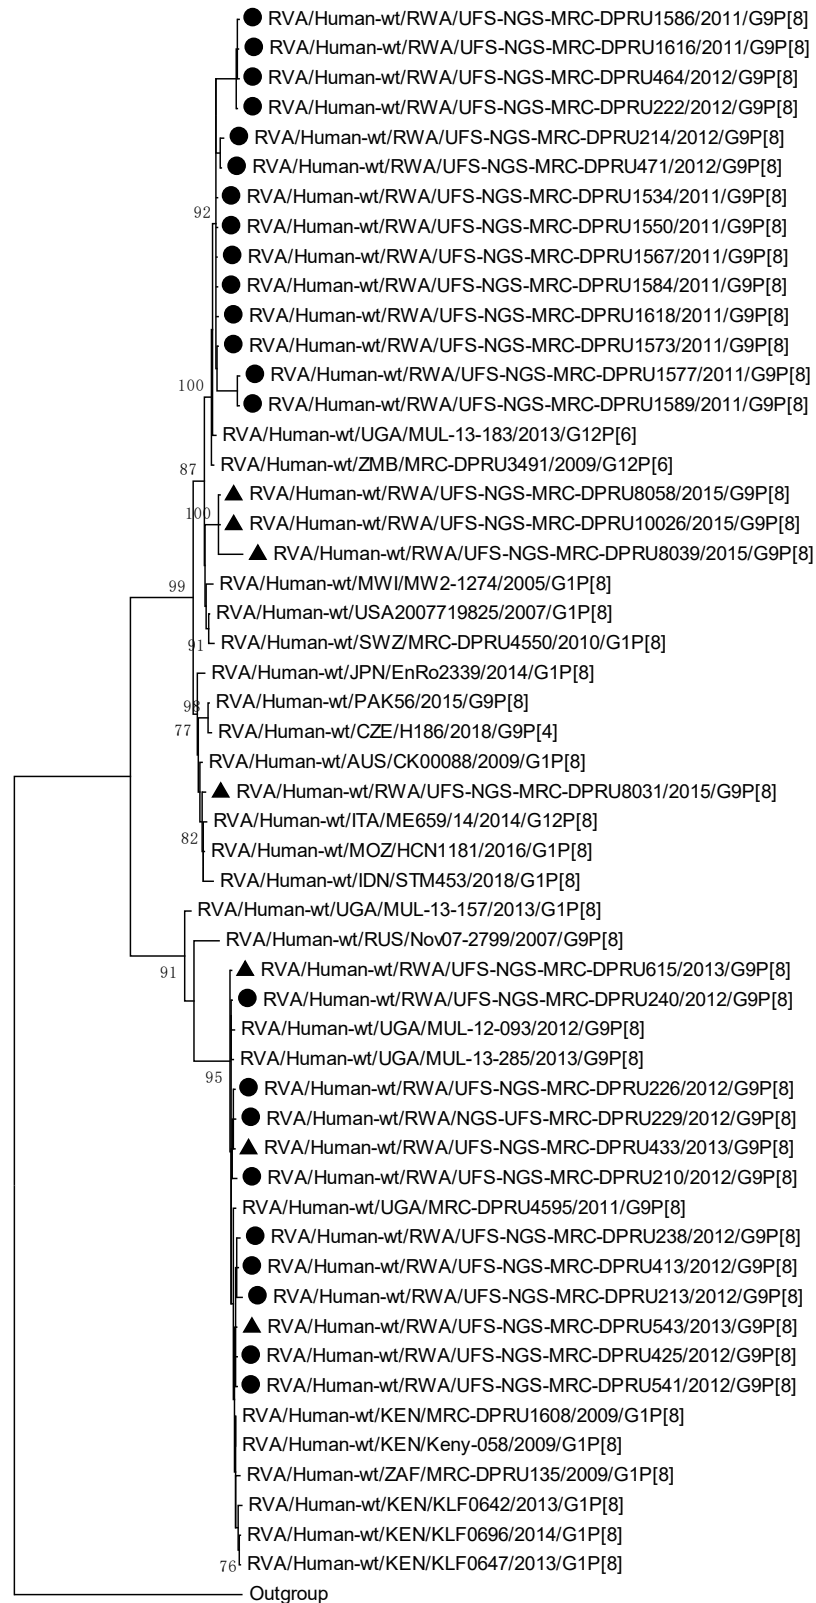 RVA/Human-wt/RWA/UFS-NGS-MRC-DPRU1586/2011/G9P[8]
RVA/Human-wt/RWA/UFS-NGS-MRC-DPRU1616/2011/G9P[8]
RVA/Human-wt/RWA/UFS-NGS-MRC-DPRU464/2012/G9P[8]
RVA/Human-wt/RWA/UFS-NGS-MRC-DPRU222/2012/G9P[8]
RVA/Human-wt/RWA/UFS-NGS-MRC-DPRU214/2012/G9P[8]
RVA/Human-wt/RWA/UFS-NGS-MRC-DPRU471/2012/G9P[8]
RVA/Human-wt/RWA/UFS-NGS-MRC-DPRU1534/2011/G9P[8]
92
RVA/Human-wt/RWA/UFS-NGS-MRC-DPRU1550/2011/G9P[8]
RVA/Human-wt/RWA/UFS-NGS-MRC-DPRU1567/2011/G9P[8]
RVA/Human-wt/RWA/UFS-NGS-MRC-DPRU1584/2011/G9P[8]
RVA/Human-wt/RWA/UFS-NGS-MRC-DPRU1618/2011/G9P[8]
RVA/Human-wt/RWA/UFS-NGS-MRC-DPRU1573/2011/G9P[8]
RVA/Human-wt/RWA/UFS-NGS-MRC-DPRU1577/2011/G9P[8]
100
RVA/Human-wt/RWA/UFS-NGS-MRC-DPRU1589/2011/G9P[8]
RVA/Human-wt/UGA/MUL-13-183/2013/G12P[6]
RVA/Human-wt/ZMB/MRC-DPRU3491/2009/G12P[6]
87
RVA/Human-wt/RWA/UFS-NGS-MRC-DPRU8058/2015/G9P[8]
100
RVA/Human-wt/RWA/UFS-NGS-MRC-DPRU10026/2015/G9P[8]
RVA/Human-wt/RWA/UFS-NGS-MRC-DPRU8039/2015/G9P[8]
99
RVA/Human-wt/MWI/MW2-1274/2005/G1P[8]
RVA/Human-wt/USA2007719825/2007/G1P[8]
RVA/Human-wt/SWZ/MRC-DPRU4550/2010/G1P[8]
91
RVA/Human-wt/JPN/EnRo2339/2014/G1P[8]
RVA/Human-wt/PAK56/2015/G9P[8]
98
77
RVA/Human-wt/CZE/H186/2018/G9P[4]
RVA/Human-wt/AUS/CK00088/2009/G1P[8]
RVA/Human-wt/RWA/UFS-NGS-MRC-DPRU8031/2015/G9P[8]
RVA/Human-wt/ITA/ME659/14/2014/G12P[8]
82
RVA/Human-wt/MOZ/HCN1181/2016/G1P[8]
RVA/Human-wt/IDN/STM453/2018/G1P[8]
RVA/Human-wt/UGA/MUL-13-157/2013/G1P[8]
RVA/Human-wt/RUS/Nov07-2799/2007/G9P[8]
91
RVA/Human-wt/RWA/UFS-NGS-MRC-DPRU615/2013/G9P[8]
RVA/Human-wt/RWA/UFS-NGS-MRC-DPRU240/2012/G9P[8]
RVA/Human-wt/UGA/MUL-12-093/2012/G9P[8]
RVA/Human-wt/UGA/MUL-13-285/2013/G9P[8]
95
RVA/Human-wt/RWA/UFS-NGS-MRC-DPRU226/2012/G9P[8]
RVA/Human-wt/RWA/NGS-UFS-MRC-DPRU229/2012/G9P[8]
RVA/Human-wt/RWA/UFS-NGS-MRC-DPRU433/2013/G9P[8]
RVA/Human-wt/RWA/UFS-NGS-MRC-DPRU210/2012/G9P[8]
RVA/Human-wt/UGA/MRC-DPRU4595/2011/G9P[8]
RVA/Human-wt/RWA/UFS-NGS-MRC-DPRU238/2012/G9P[8]
RVA/Human-wt/RWA/UFS-NGS-MRC-DPRU413/2012/G9P[8]
RVA/Human-wt/RWA/UFS-NGS-MRC-DPRU213/2012/G9P[8]
RVA/Human-wt/RWA/UFS-NGS-MRC-DPRU543/2013/G9P[8]
RVA/Human-wt/RWA/UFS-NGS-MRC-DPRU425/2012/G9P[8]
RVA/Human-wt/RWA/UFS-NGS-MRC-DPRU541/2012/G9P[8]
RVA/Human-wt/KEN/MRC-DPRU1608/2009/G1P[8]
RVA/Human-wt/KEN/Keny-058/2009/G1P[8]
RVA/Human-wt/ZAF/MRC-DPRU135/2009/G1P[8]
RVA/Human-wt/KEN/KLF0642/2013/G1P[8]
RVA/Human-wt/KEN/KLF0696/2014/G1P[8]
76
RVA/Human-wt/KEN/KLF0647/2013/G1P[8]
Outgroup